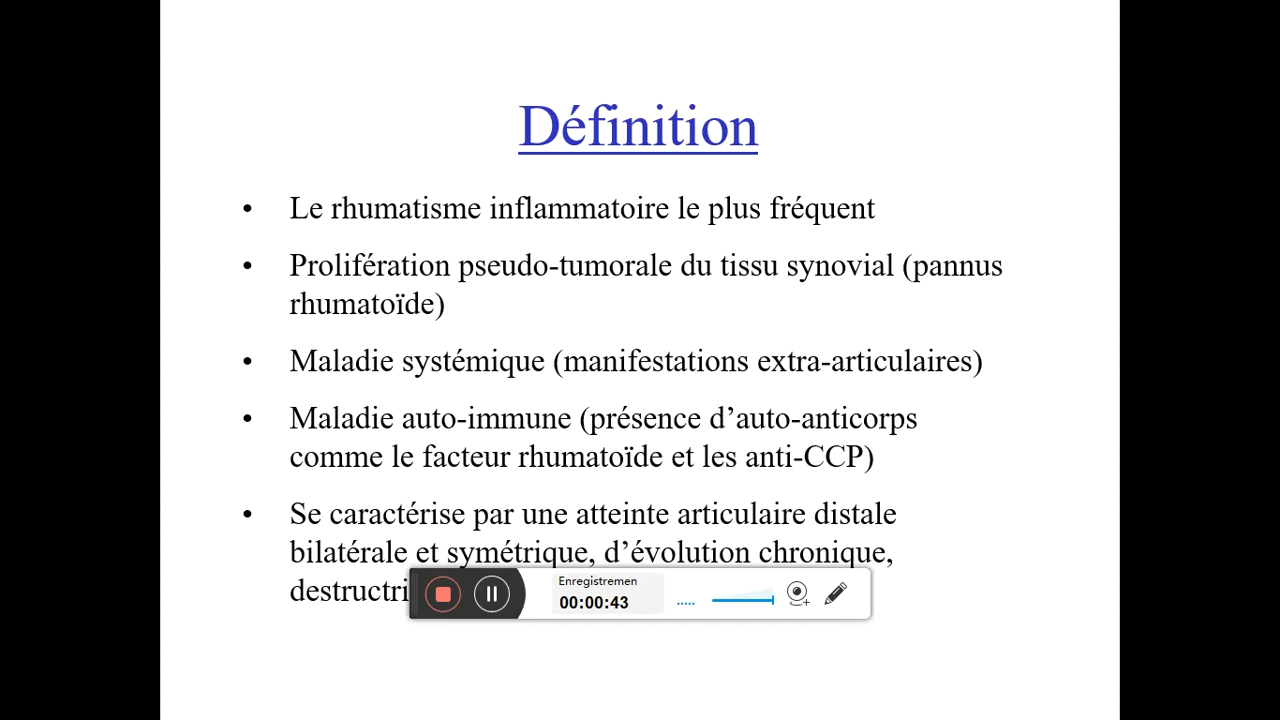 Définition
• Le rhumatisme inflammatoire le plus fréquent
• Prolifération pseudo-tumorale du tissu synovial (pannus
rhumatoïde)
• Maladie systémique (manifestations extra-articulaires)
• Maladie auto-immune (présence d’auto-anticorps
comme le facteur rhumatoïde et les anti-CCP)
• Se caractérise par une atteinte articulaire distale
bilatérale et symétrique, d’évolution chronique,
Enregistremen
00:00:43